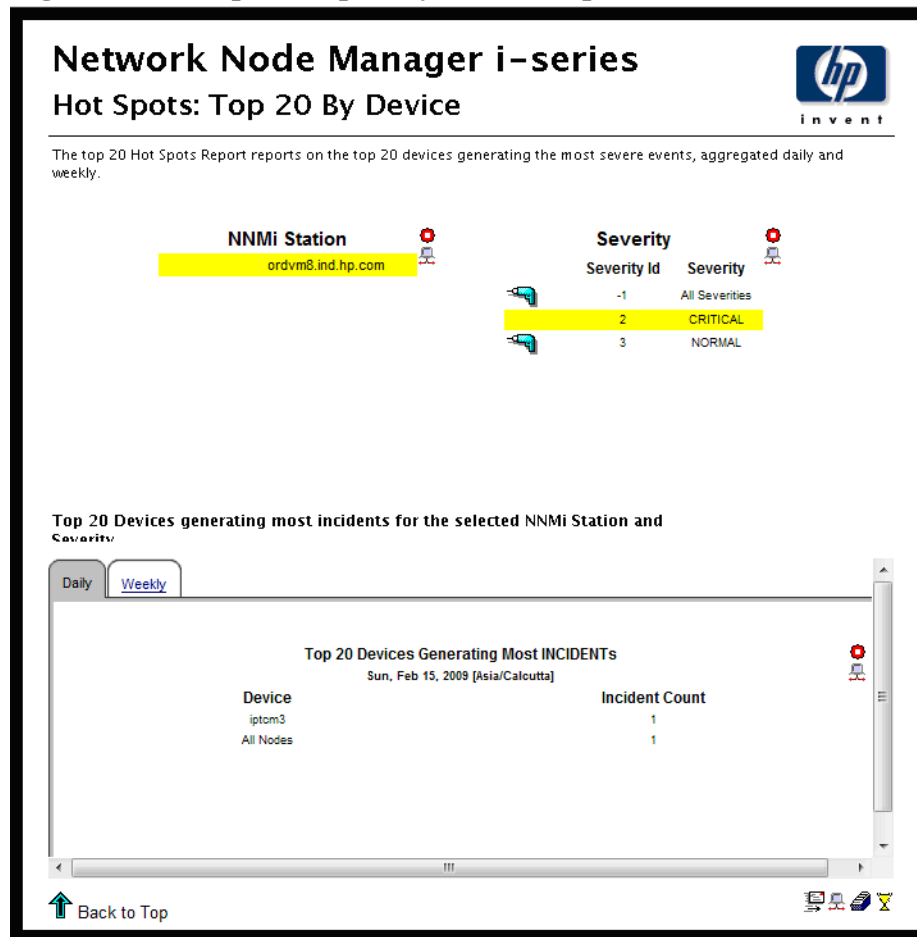 Network Node Manager i-series
Hot Spots: Top 20 By Device
hp
invent
The top 20 Hot Spots Report reports on the top 20 devices generating the most severe events, aggregated daily and
weekly.
NNMi Station
ordvm8.ind.hp.com
Severity
Severity Id Severity
-1 All Severities
2 CRITICAL
3 NORMAL
Top 20 Devices generating most incidents for the selected NNMi Station and
Severity
Daily Weekly
Top 20 Devices Generating Most INCIDENTs
Sun, Feb 15, 2009 [Asia/Calcutta]
Device Incident Count
iptcm3 1
All Nodes 1
Back to Top